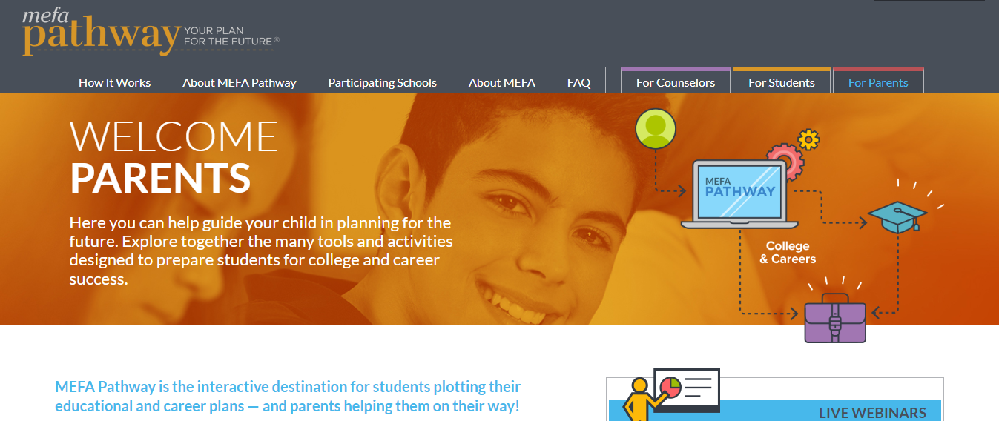 mefa
pathway
YOUR PLAN
FOR THE FUTURE®
How It Works
About MEFA Pathway
Participating Schools
About MEFA
FAQ
For Counselors
For Students
For Parents
WELCOME
PARENTS
Here you can help guide your child in planning for the
future. Explore together the many tools and activities
designed to prepare students for college and career
success.
MEFA
PATHWAY
College
& Careers
MEFA Pathway is the interactive destination for students plotting their
educational and career plans — and parents helping them on their way!
LIVE WEBINARS